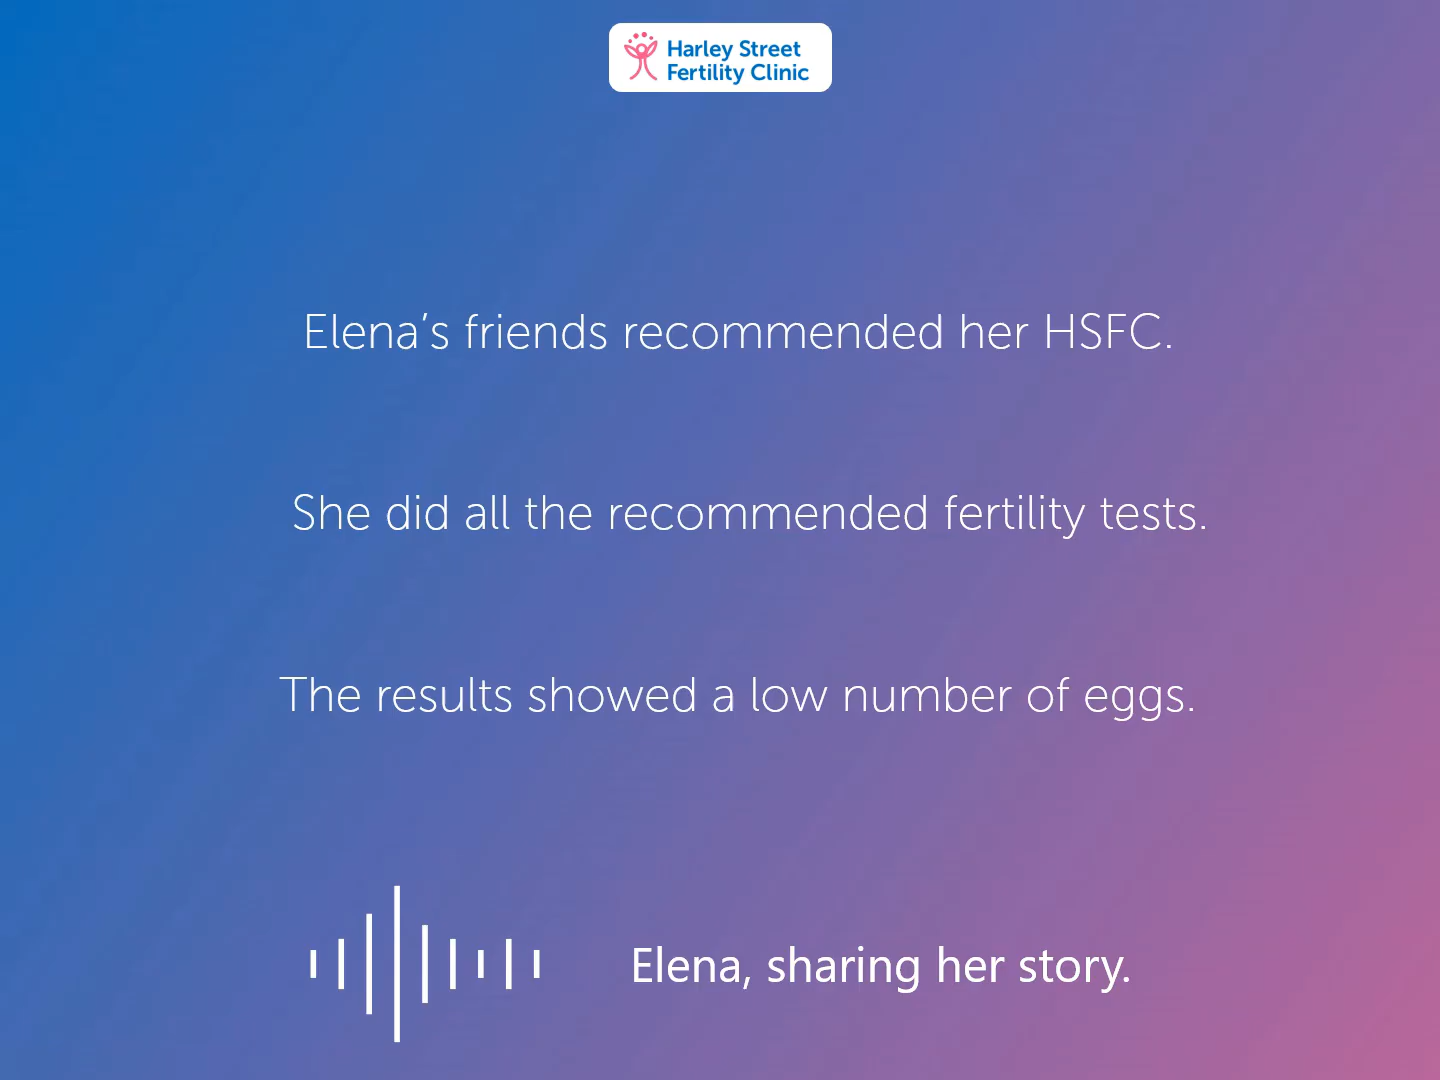 Harley Street
Fertility Clinic
Elena’s friends recommended her HSFC.
She did all the recommended fertility tests.
The results showed a low number of eggs.
Elena, sharing her story.